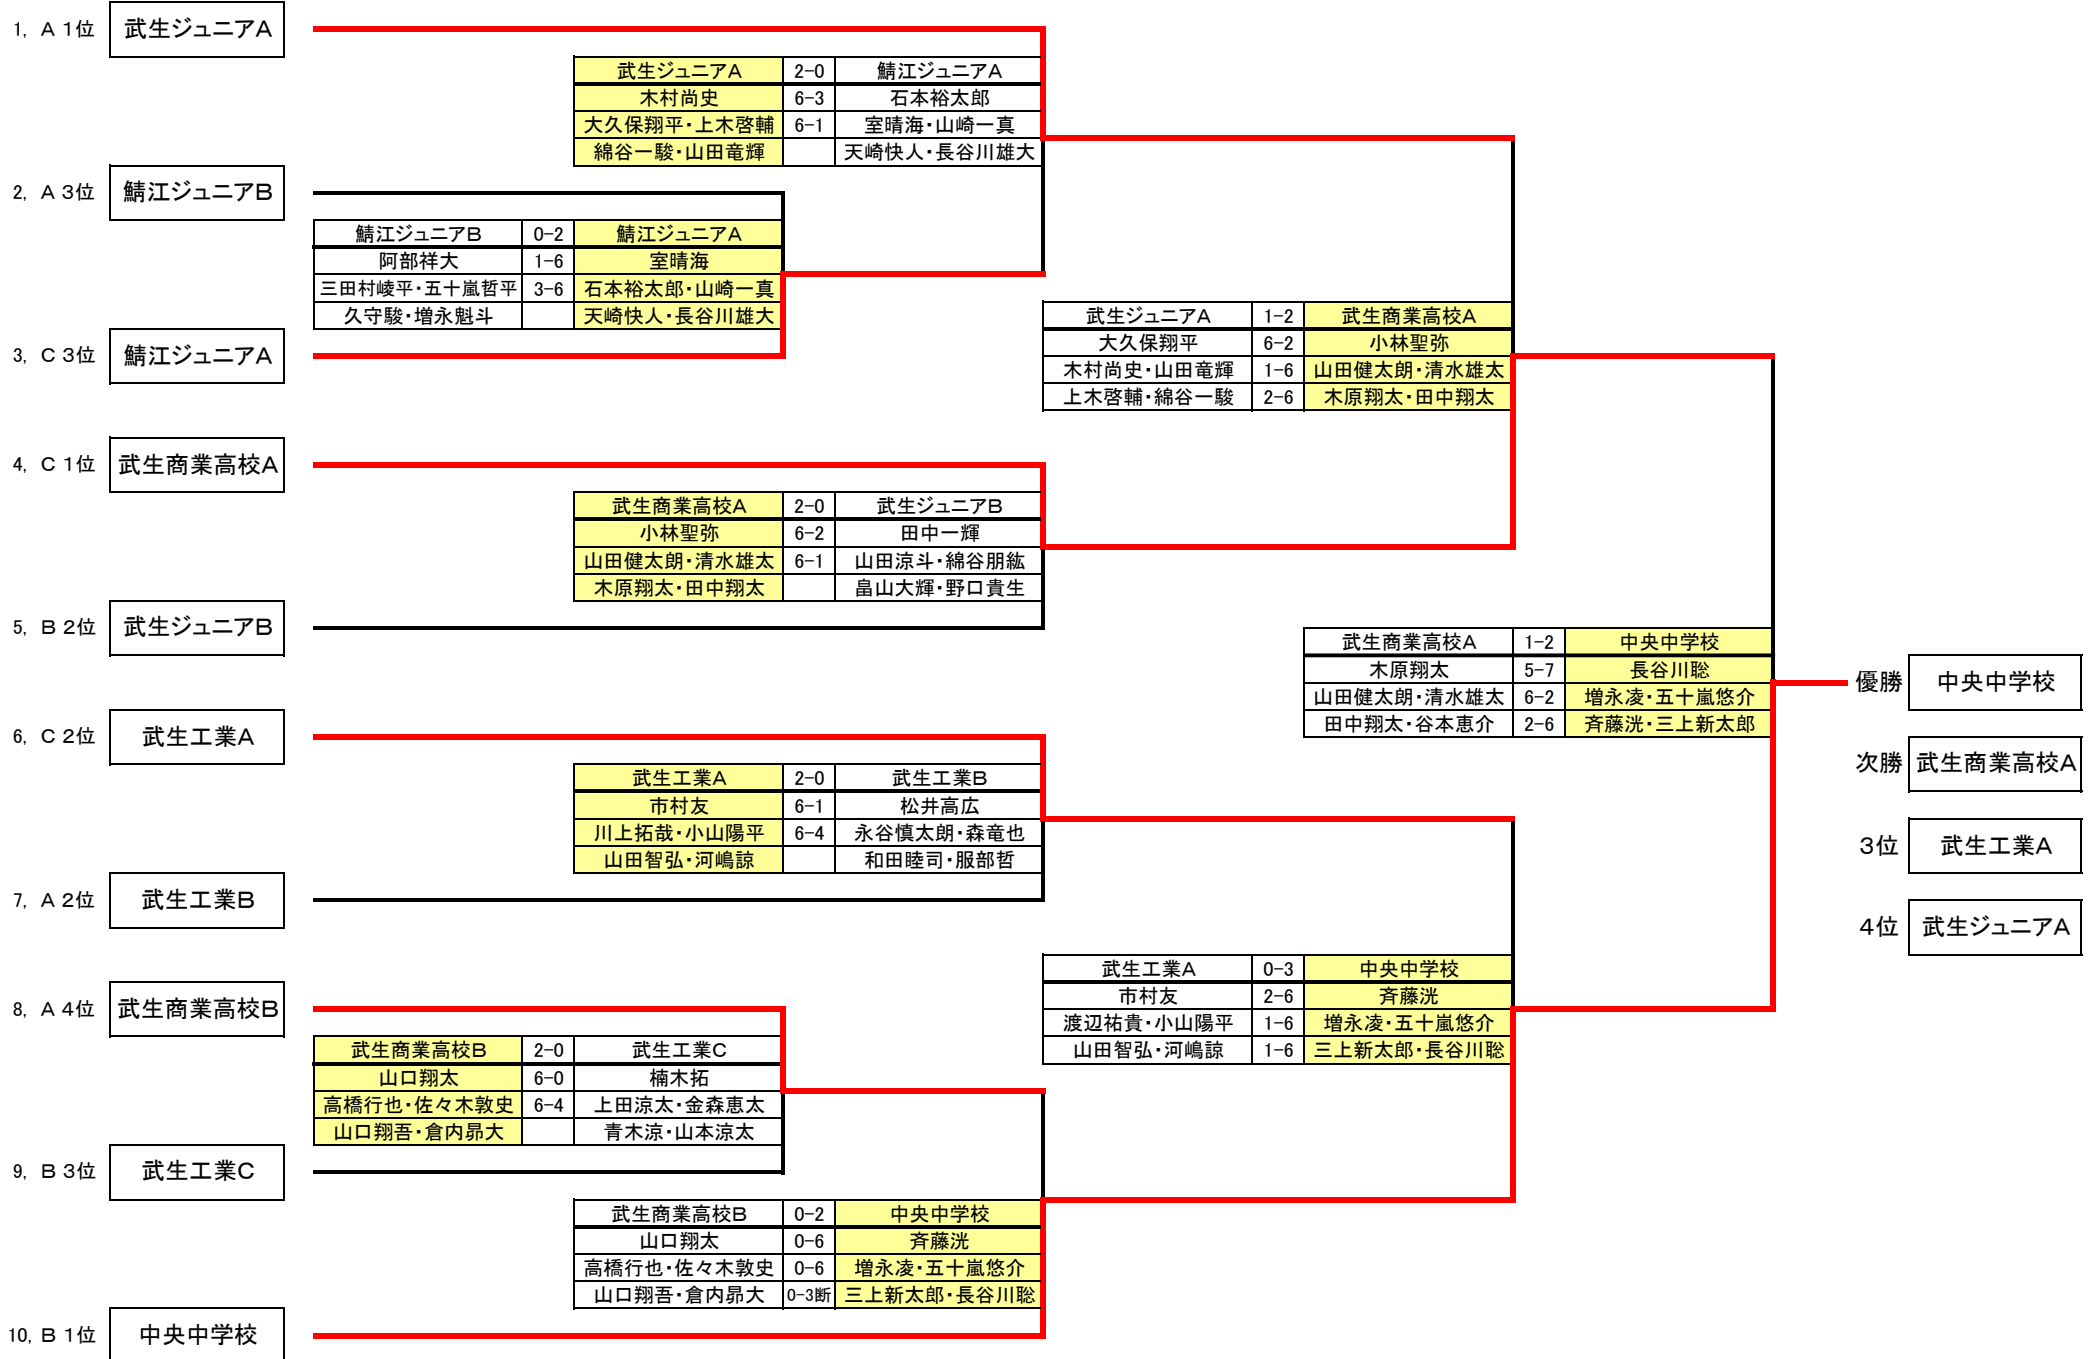 1, A 1位 武生ジュニアA
武生ジュニアA 2-0 鯖江ジュニアA
木村尚史 6-3 石本裕太郎
大久保翔平・上木啓輔 6-1 室晴海・山崎一真
綿谷一駿・山田竜輝 天崎快人・長谷川雄大
2, A 3位 鯖江ジュニアB
鯖江ジュニアB 0-2 鯖江ジュニアA
阿部祥大 1-6 室晴海
三田村崚平・五十嵐哲平 3-6 石本裕太郎・山崎一真
久守駿・増永魁斗 天崎快人・長谷川雄大
3, C 3位 鯖江ジュニアA
武生ジュニアA 1-2 武生商業高校A
大久保翔平 6-2 小林聖弥
木村尚史・山田竜輝 1-6 山田健太朗・清水雄太
上木啓輔・綿谷一駿 2-6 木原翔太・田中翔太
4, C 1位 武生商業高校A
武生商業高校A 2-0 武生ジュニアB
小林聖弥 6-2 田中一輝
山田健太朗・清水雄太 6-1 山田涼斗・綿谷朋紘
木原翔太・田中翔太 畠山大輝・野口貴生
5, B 2位 武生ジュニアB
武生商業高校A 1-2 中央中学校
木原翔太 5-7 長谷川聡
山田健太朗・清水雄太 6-2 増永凌・五十嵐悠介
田中翔太・谷本恵介 2-6 斉藤洸・三上新太郎
優勝 中央中学校
次勝 武生商業高校A
3位 武生工業A
4位 武生ジュニアA
6, C 2位 武生工業A
武生工業A 2-0 武生工業B
市村友 6-1 松井高広
川上拓哉・小山陽平 6-4 永谷慎太朗・森竜也
山田智弘・河嶋諒 和田睦司・服部哲
7, A 2位 武生工業B
武生工業A 0-3 中央中学校
市村友 2-6 斉藤洸
渡辺祐貴・小山陽平 1-6 増永凌・五十嵐悠介
山田智弘・河嶋諒 1-6 三上新太郎・長谷川聡
8, A 4位 武生商業高校B
武生商業高校B 2-0 武生工業C
山口翔太 6-0 楠木拓
高橋行也・佐々木敦史 6-4 上田涼太・金森恵太
山口翔吾・倉内昴大 青木涼・山本涼太
9, B 3位 武生工業C
武生商業高校B 0-2 中央中学校
山口翔太 0-6 斉藤洸
高橋行也・佐々木敦史 0-6 増永凌・五十嵐悠介
山口翔吾・倉内昴大 0-3断 三上新太郎・長谷川聡
10, B 1位 中央中学校